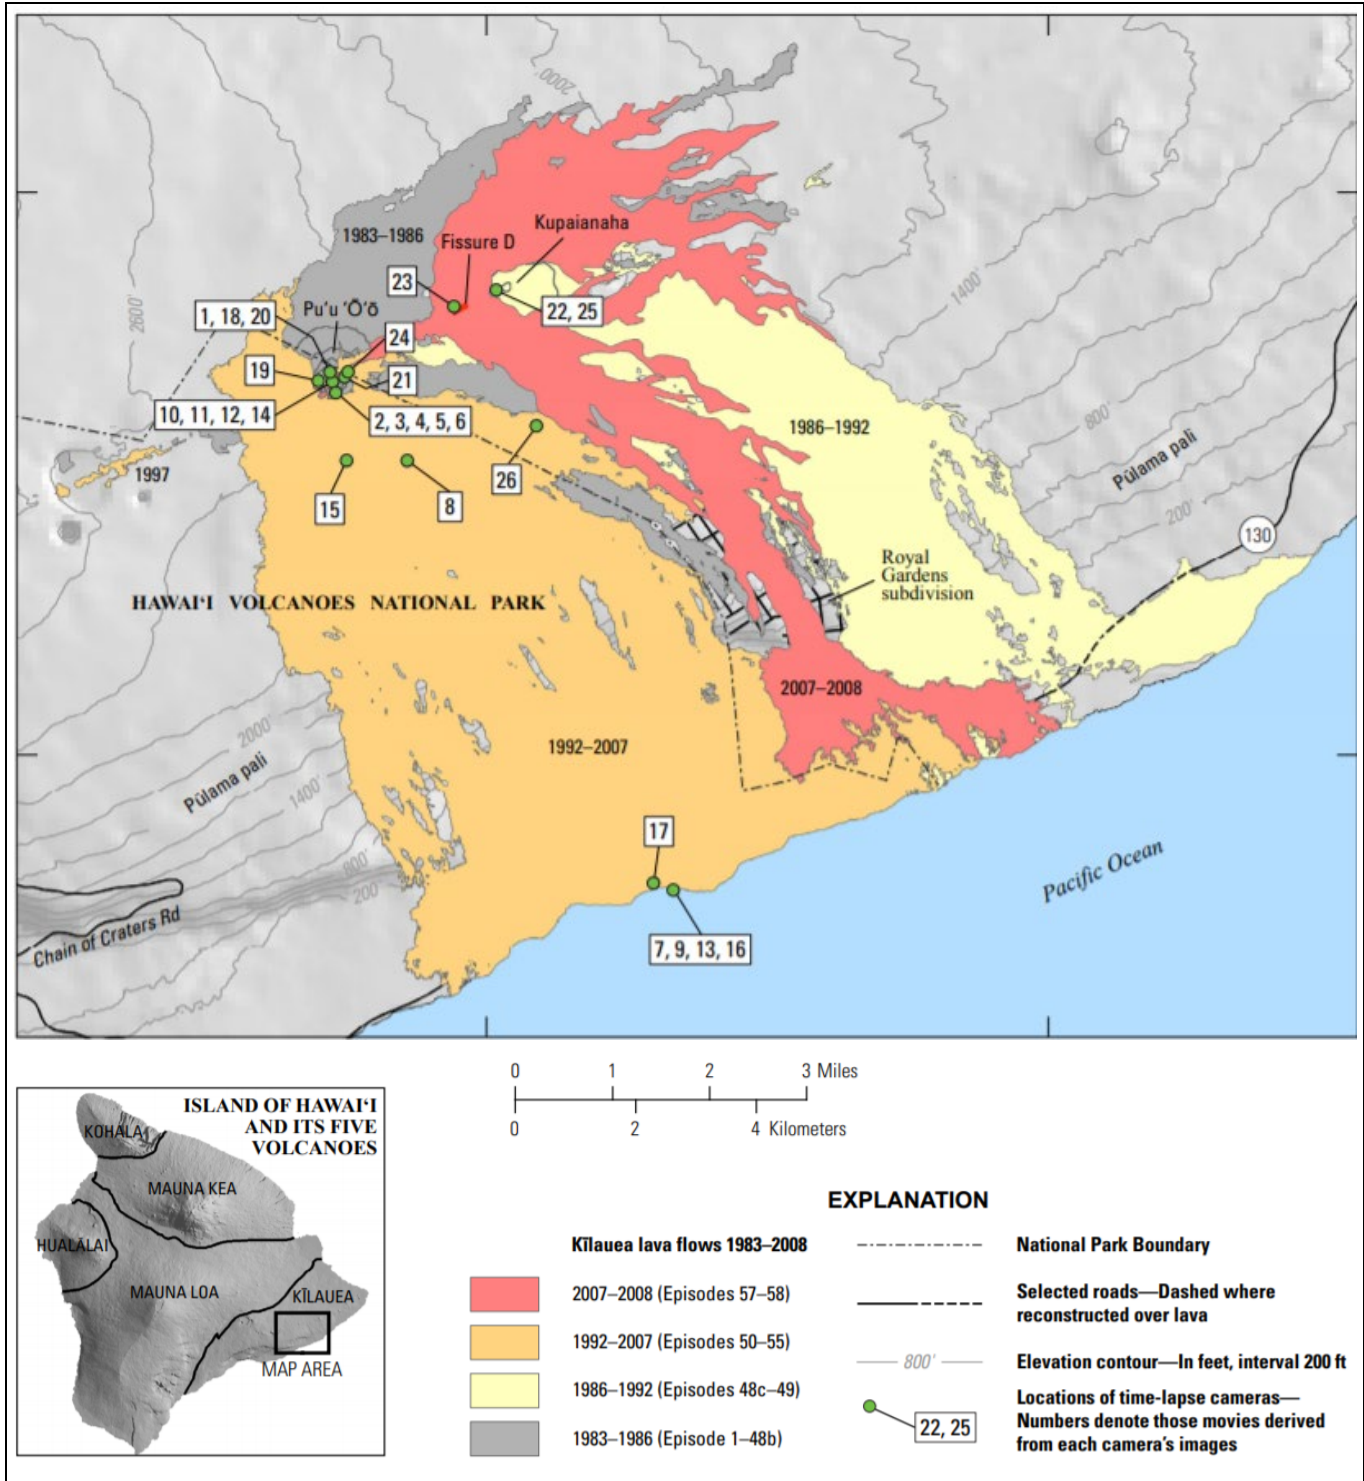 2000'
Kupaianaha
1983–1986
Fissure D
23
1400'
2600'
Pu‘u ‘Ō‘ō
1, 18, 20
22, 25
24
19
21
800'
10, 11, 12, 14
2, 3, 4, 5, 6
1986–1992
Pūlama pali
1997
26
15
8
200'
130
Royal
Gardens
subdivision
HAWAI‘I VOLCANOES NATIONAL PARK
2007–2008
2000'
1992–2007
Pūlama pali
1400'
17
800'
200'
Pacific Ocean
Chain of Craters Rd
7, 9, 13, 16
0 1 2 3 Miles
0 2 4 Kilometers
ISLAND OF HAWAI‘I
AND ITS FIVE
VOLCANOES
KOHALA
MAUNA KEA
HUALĀLAI
MAUNA LOA
KĪLAUEA
MAP AREA
EXPLANATION
Kīlauea lava flows 1983–2008
2007–2008 (Episodes 57–58)
1992–2007 (Episodes 50–55)
1986–1992 (Episodes 48c–49)
1983–1986 (Episode 1–48b)
National Park Boundary
Selected roads—Dashed where
reconstructed over lava
800'
Elevation contour—In feet, interval 200 ft
22, 25
Locations of time-lapse cameras—
Numbers denote those movies derived
from each camera's images